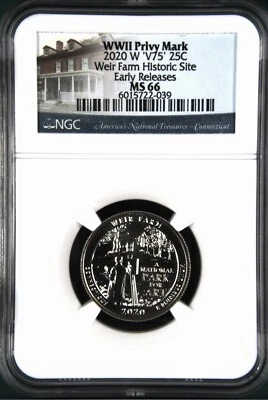 WWII Privy Mark
2020 W 'V75' 25C
Weir Farm Historic Site
Early Releases
MS 66
6015722-039
NGC
America's National Treasures - Connecticut
WEIR FARM
A
NATIONAL
PARK
FOR
ART
2020